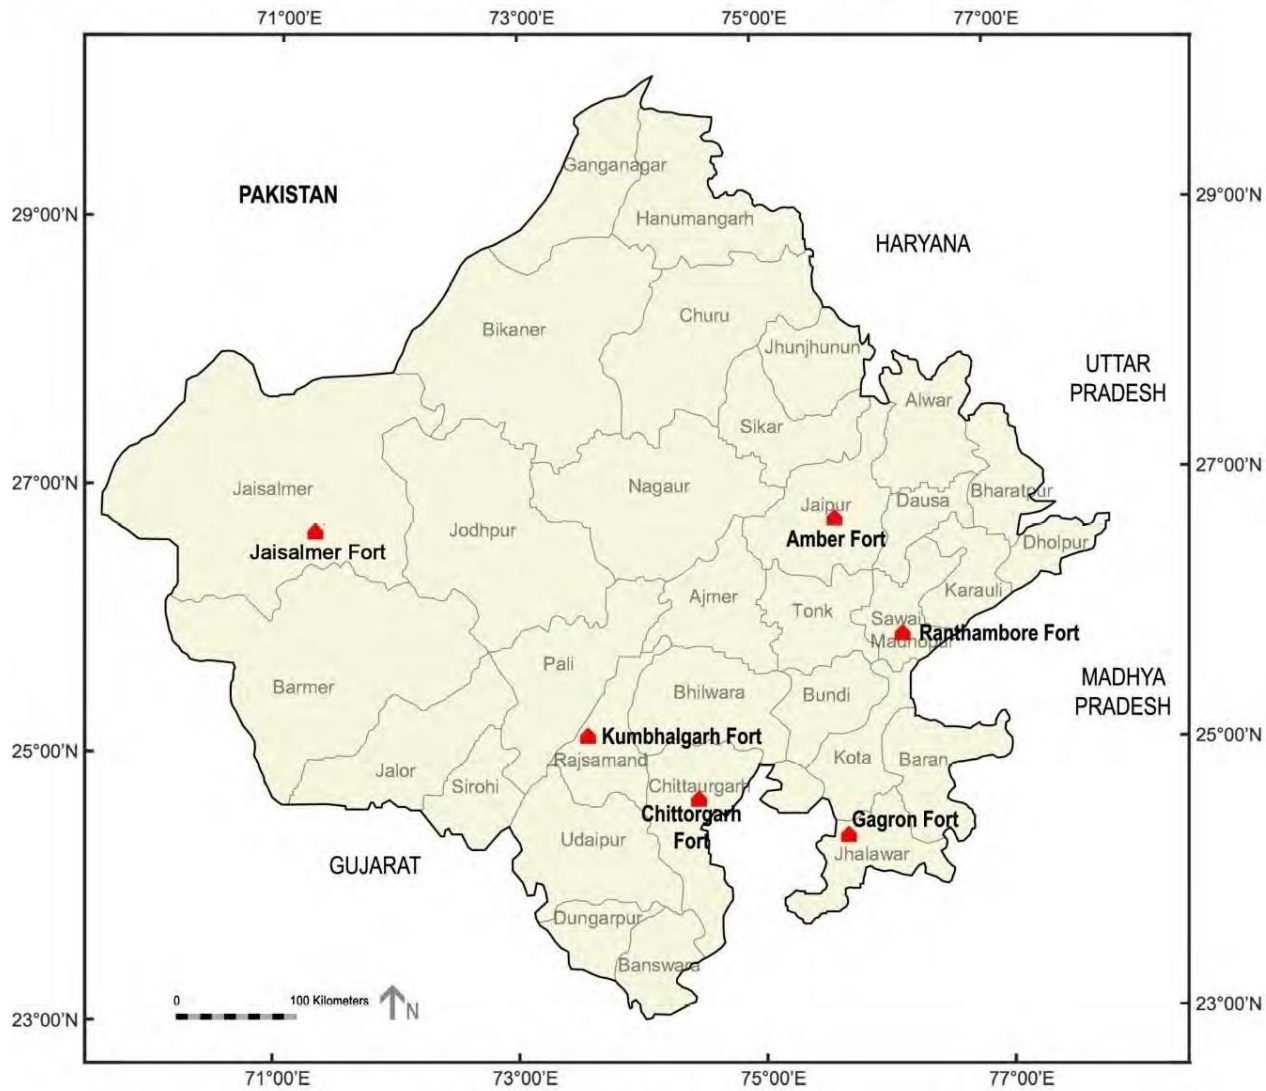 71°00'E
73°00'E
75°00'E
77°00'E
PAKISTAN
Ganganagar
29°00'N
29°00'N
Hanumangarh
HARYANA
Churu
Bikaner
Jhunjhunun
UTTAR
PRADESH
Alwar
Sikar
27°00'N
27°00'N
Jaisalmer
Nagaur
Jaipur
Dausa
Bharatpur
Jodhpur
Jaisalmer Fort
Amber Fort
Dholpur
Karauli
Ajmer
Tonk
Sawai
Madhopur
Ranthambore Fort
Pali
Barmer
Bhilwara
Bundi
MADHYA
PRADESH
25°00'N
25°00'N
Kumbhalgarh Fort
Rajsamand
Kota
Baran
Jalor
Sirohi
Chittaurgarh
Chittorgarh
Fort
Gagron Fort
Jhalawar
Udaipur
GUJARAT
Dungarpur
Banswara
0
100 Kilometers
N
23°00'N
23°00'N
71°00'E
73°00'E
75°00'E
77°00'E